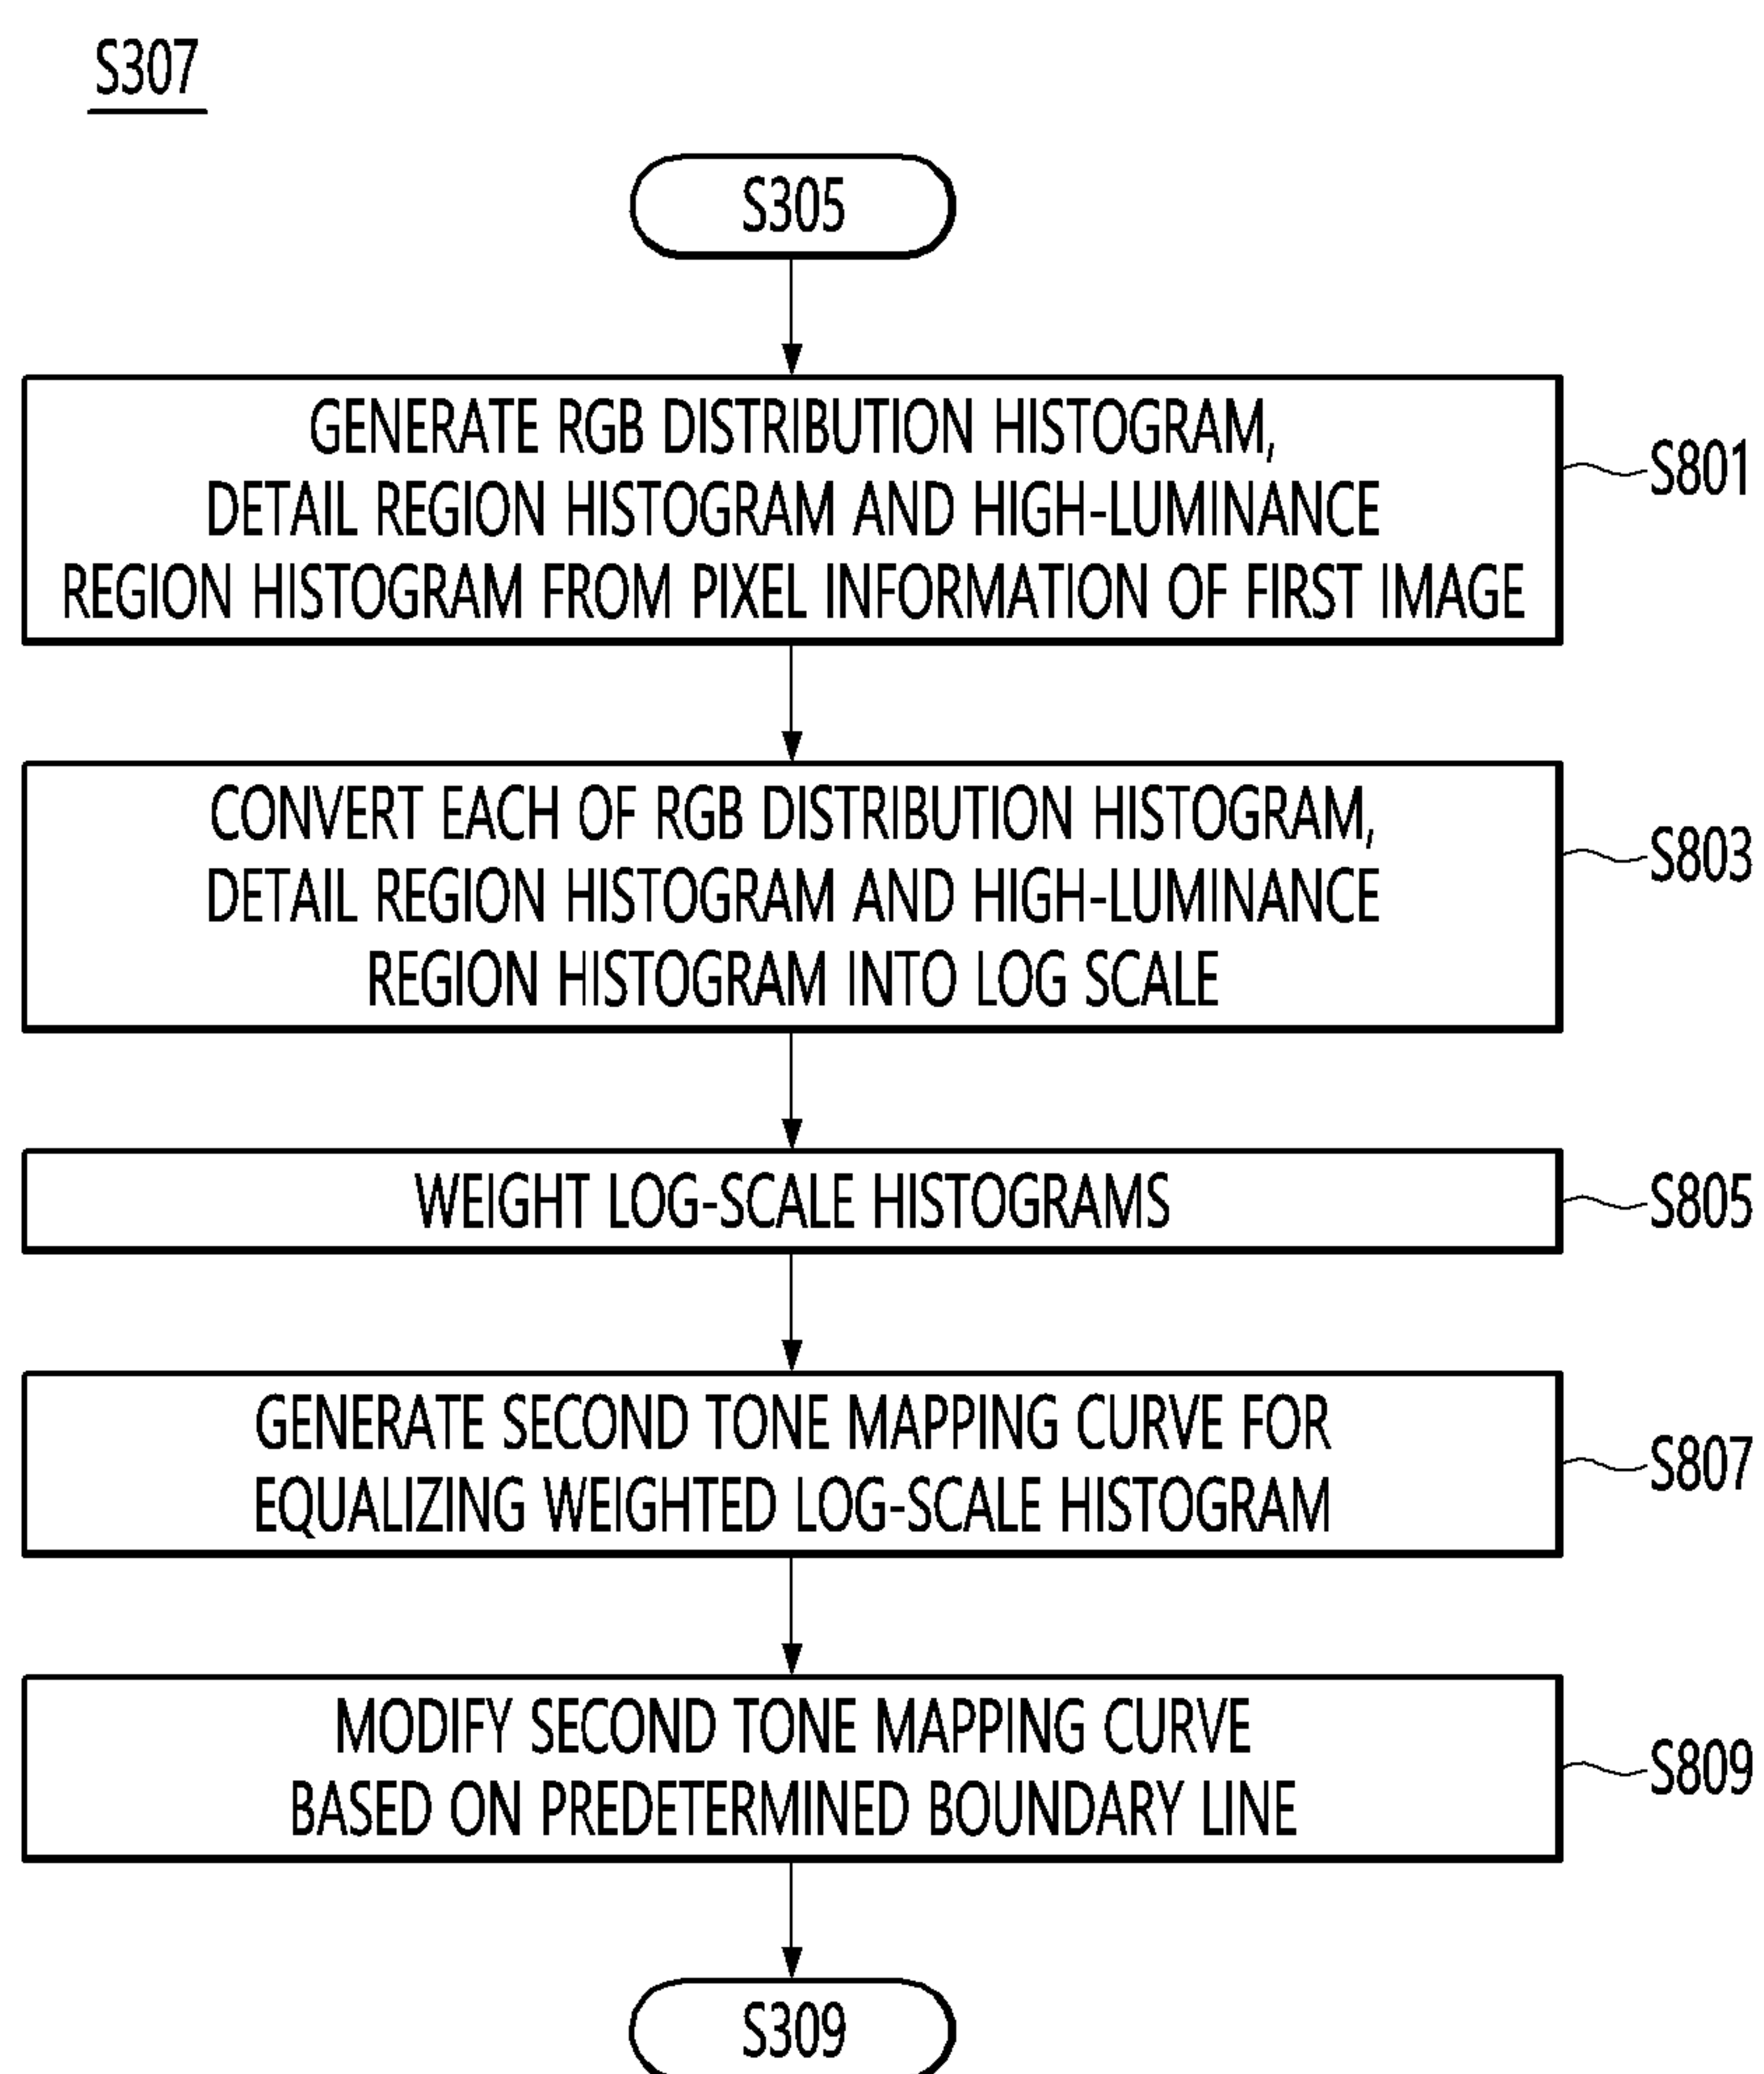 S307
S305
GENERATE RGB DISTRIBUTION HISTOGRAM,
DETAIL REGION HISTOGRAM AND HIGH-LUMINANCE
REGION HISTOGRAM FROM PIXEL INFORMATION OF FIRST IMAGE
S801
CONVERT EACH OF RGB DISTRIBUTION HISTOGRAM,
DETAIL REGION HISTOGRAM AND HIGH-LUMINANCE
REGION HISTOGRAM INTO LOG SCALE
S803
WEIGHT LOG-SCALE HISTOGRAMS
S805
GENERATE SECOND TONE MAPPING CURVE FOR
EQUALIZING WEIGHTED LOG-SCALE HISTOGRAM
S807
MODIFY SECOND TONE MAPPING CURVE
BASED ON PREDETERMINED BOUNDARY LINE
S809
S309